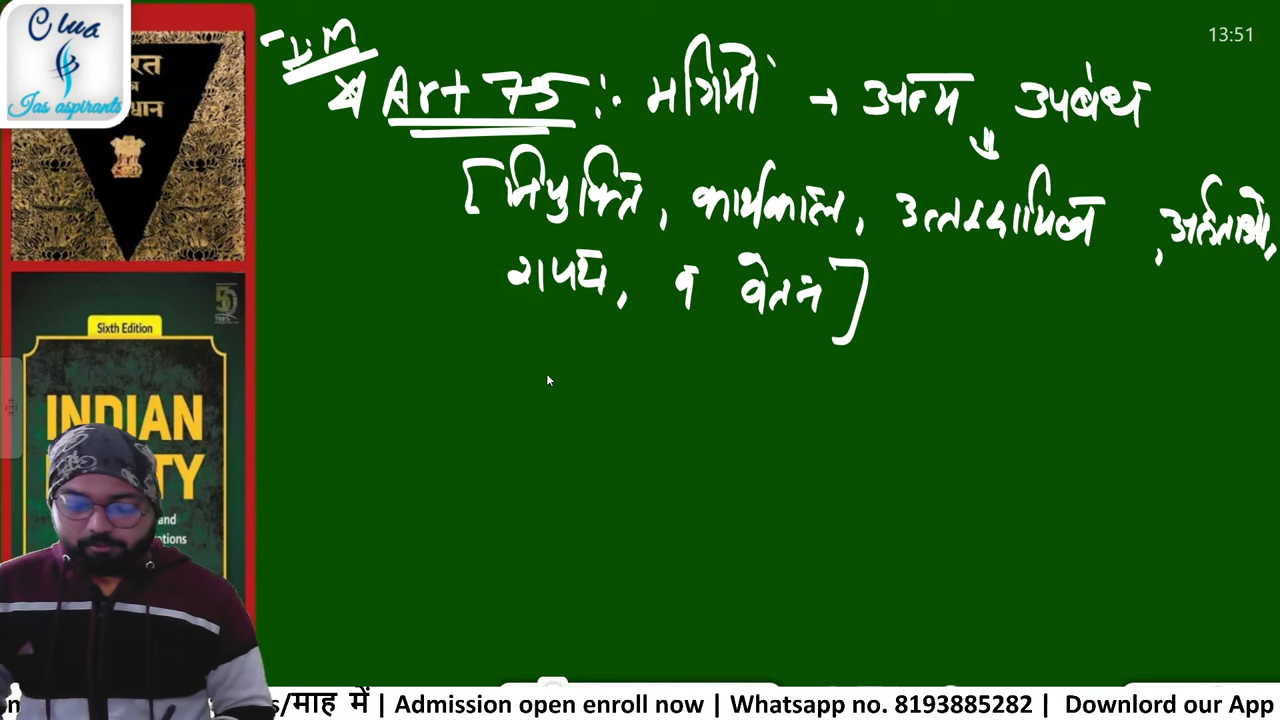 Clua
Ias aspirants
13:51
I.M
Art 75 :- मंत्रियों → अन्य उपबंध
[नियुक्ति, कार्यकाल, उत्तरदायित्व, अर्हताओं,
शपथ, व वेतन]
Sixth Edition
INDIAN
and
s/माह में | Admission open enroll now | Whatsapp no. 8193885282 | Downlord our App